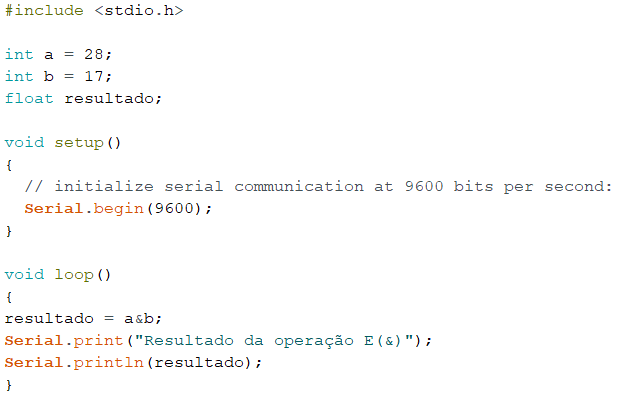 #include <stdio.h>
int a = 28;
int b = 17;
float resultado;
void setup()
{
// initialize serial communication at 9600 bits per second:
Serial.begin(9600);
}
void loop()
{
resultado = a&b;
Serial.print("Resultado da operação E(&)");
Serial.println(resultado);
}